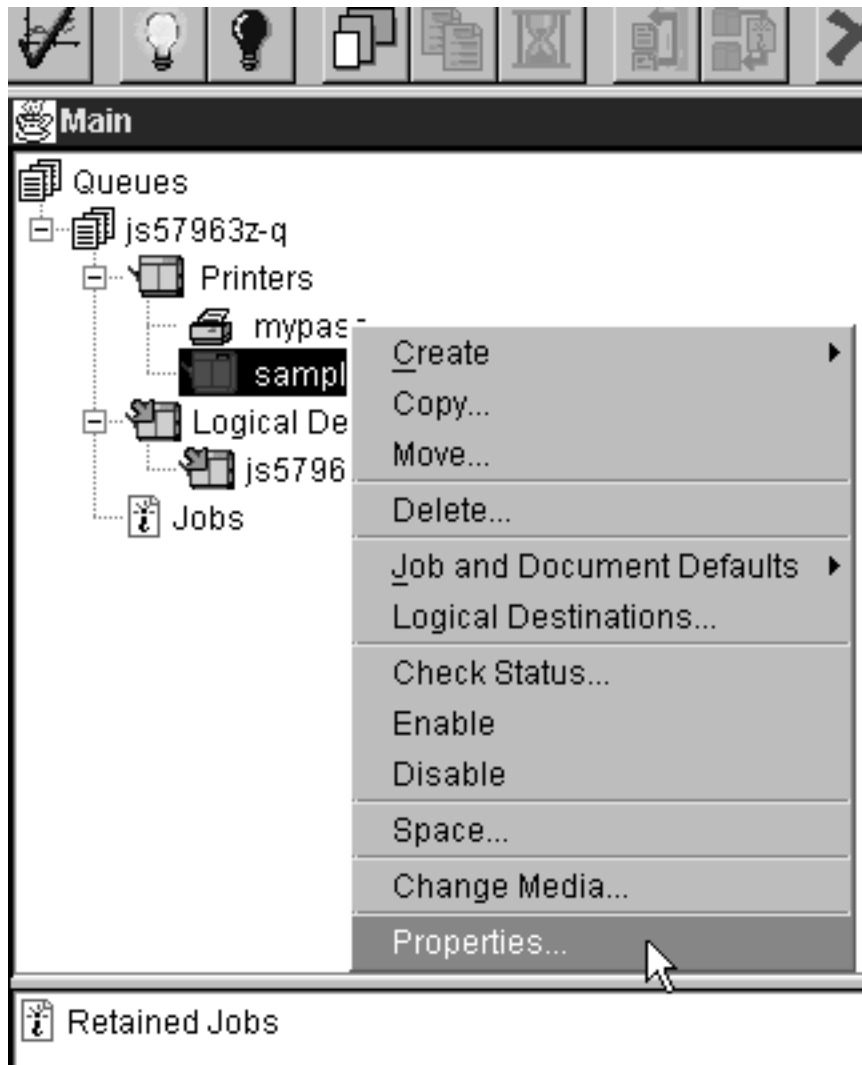 Main
Queues
js57963z-q
Printers
mypas
sampl
Logical De
js5796
Jobs
Create
Copy...
Move...
Delete...
Job and Document Defaults
Logical Destinations...
Check Status...
Enable
Disable
Space...
Change Media...
Properties...
Retained Jobs